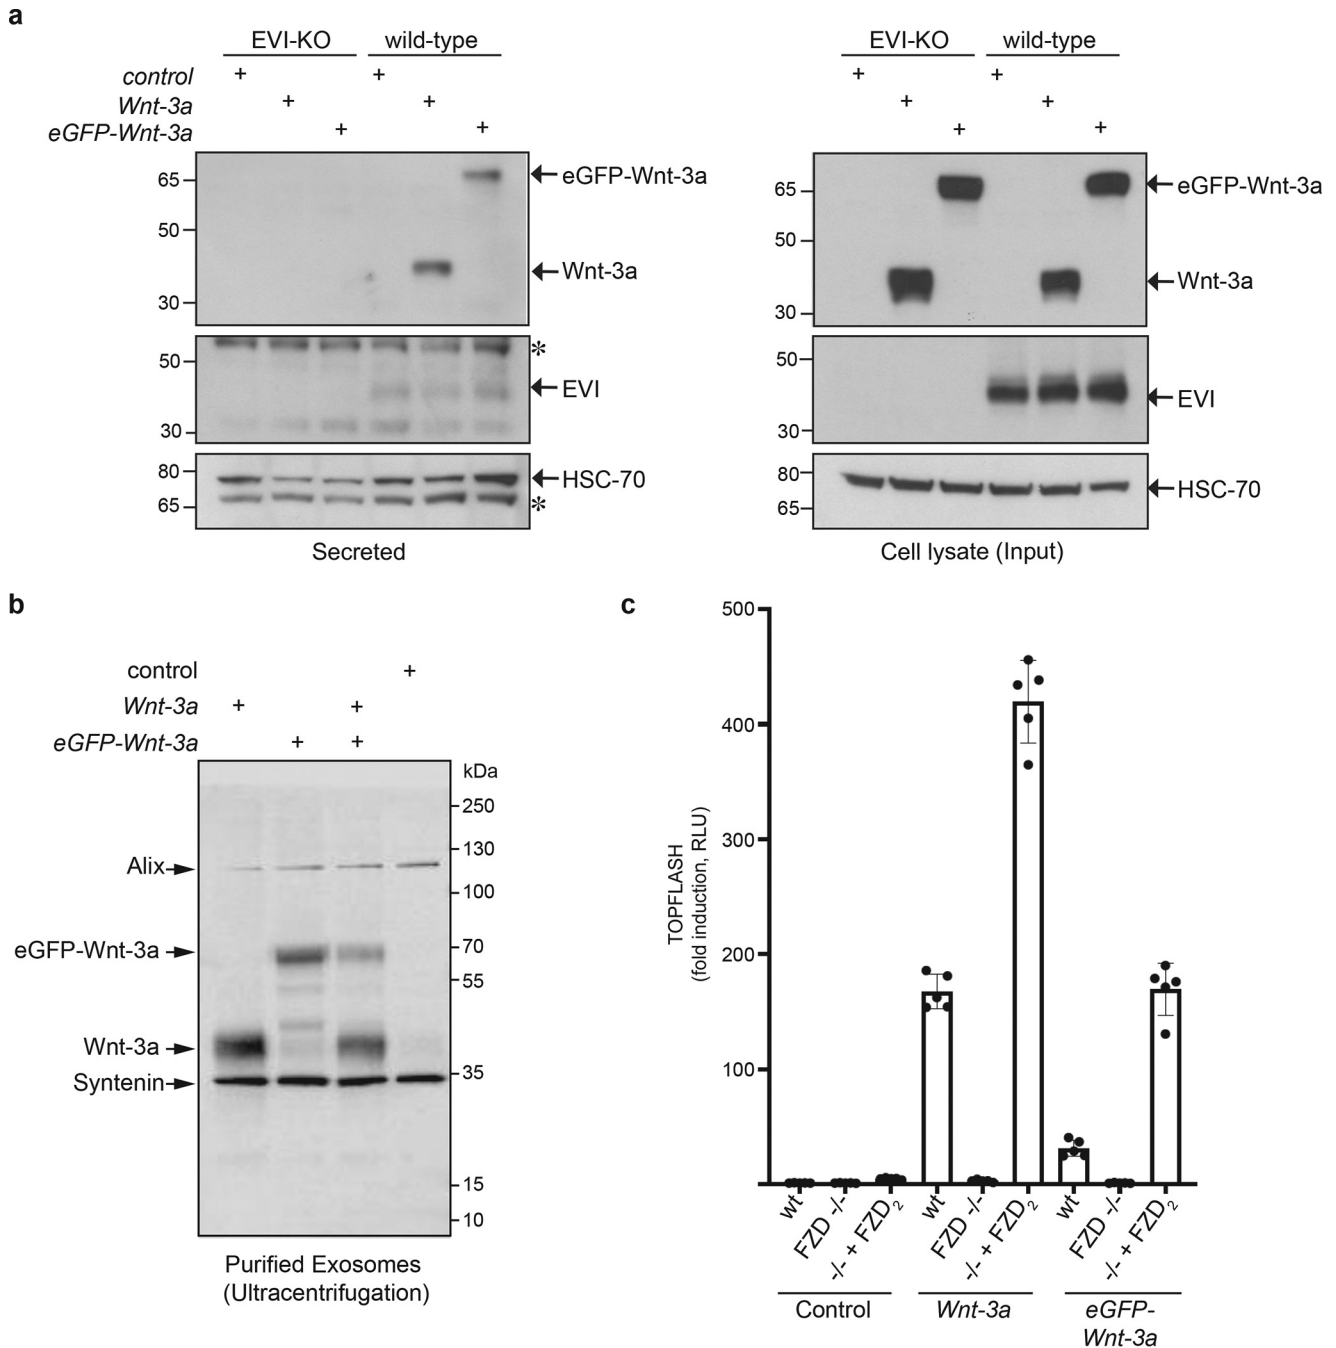 a
EVI-KO wild-type
control + +
Wnt-3a + +
eGFP-Wnt-3a + +
65 eGFP-Wnt-3a
50
Wnt-3a
30
*
50
EVI
30
80 HSC-70
65 *
Secreted
EVI-KO wild-type
+ +
+ +
+ +
65 eGFP-Wnt-3a
50
Wnt-3a
30
50
EVI
30
80
HSC-70
65
Cell lysate (Input)
b
control +
Wnt-3a + +
eGFP-Wnt-3a + +
kDa
250
130
Alix
100
eGFP-Wnt-3a 70
55
Wnt-3a
35
Syntenin
15
10
Purified Exosomes
(Ultracentrifugation)
c
TOPFLASH
(fold induction, RLU)
500
400
300
200
100
wt FZD -/- -/- + FZD2 wt FZD -/- -/- + FZD2 wt FZD -/- -/- + FZD2
Control Wnt-3a eGFP-
Wnt-3a